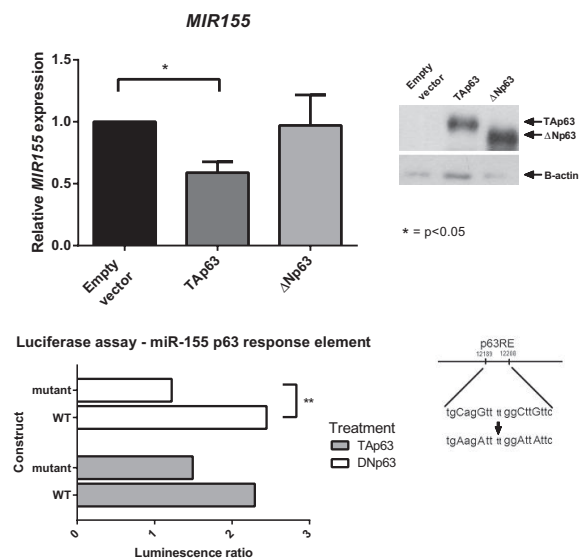 MIR155
Relative MIR155 expression
1.5
1.0
0.5
0.0
*
Empty vector
TAp63
ΔNp63
Empty vector
TAp63
ΔNp63
TAp63
ΔNp63
B-actin
* = p<0.05
Luciferase assay - miR-155 p63 response element
Construct
mutant
WT
mutant
WT
**
Treatment
TAp63
DNp63
0
1
2
3
Luminescence ratio
p63RE
12189 12208
tgCagGtt tt ggCttGttc
tgAagAtt tt ggAtt Attc